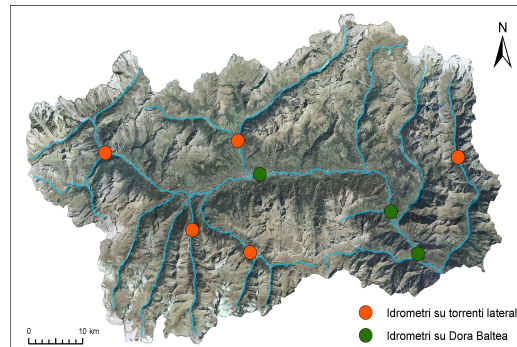 N
Idrometri su torrenti lateral
Idrometri su Dora Baltea
0 10 km